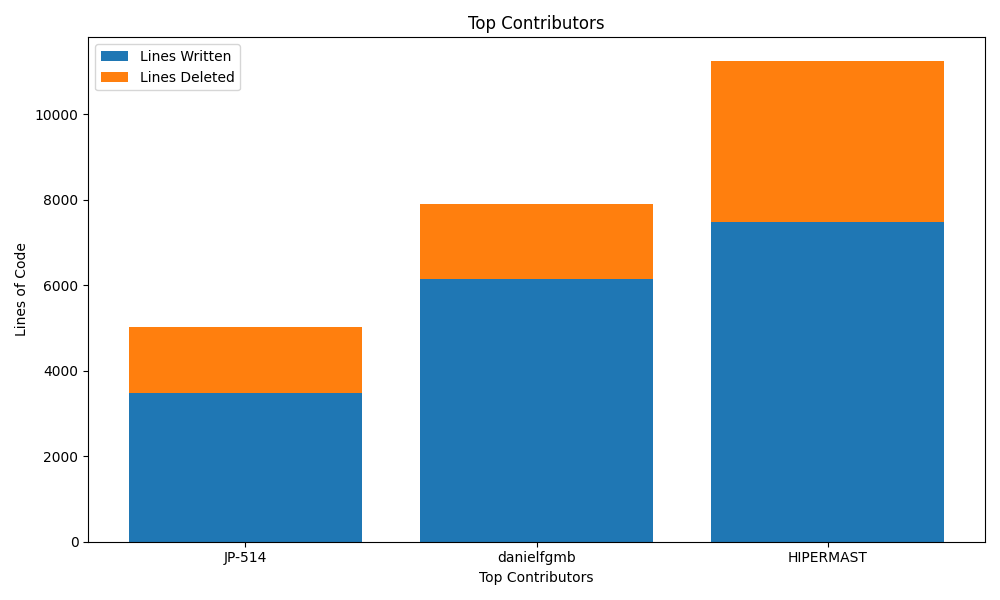 Top Contributors
Lines Written
Lines Deleted
10000
8000
6000
4000
2000
0
Lines of Code
JP-514
danielfgmb
HIPERMAST
Top Contributors